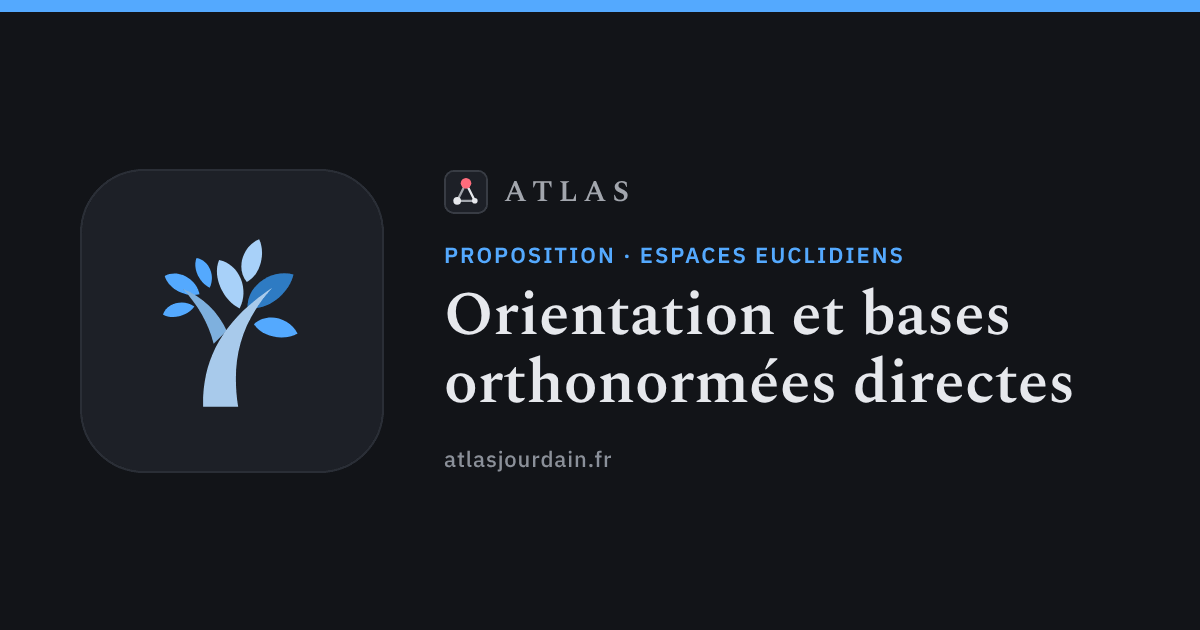 ATLAS
PROPOSITION · ESPACES EUCLIDIENS
Orientation et bases
orthonormées directes
atlasjourdain.fr